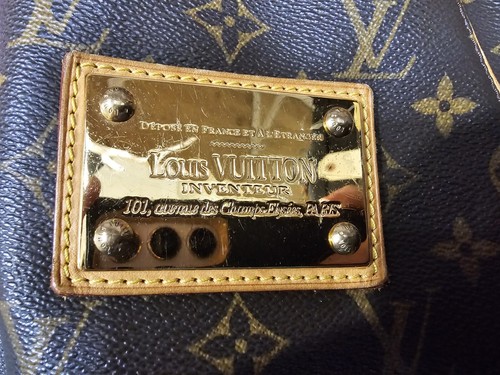 DÉPOSÉ EN FRANCE ET À L'ÉTRANGER
LOUIS VUITTON
INVENTEUR
101, avenue des Champs-Elysées, PARIS